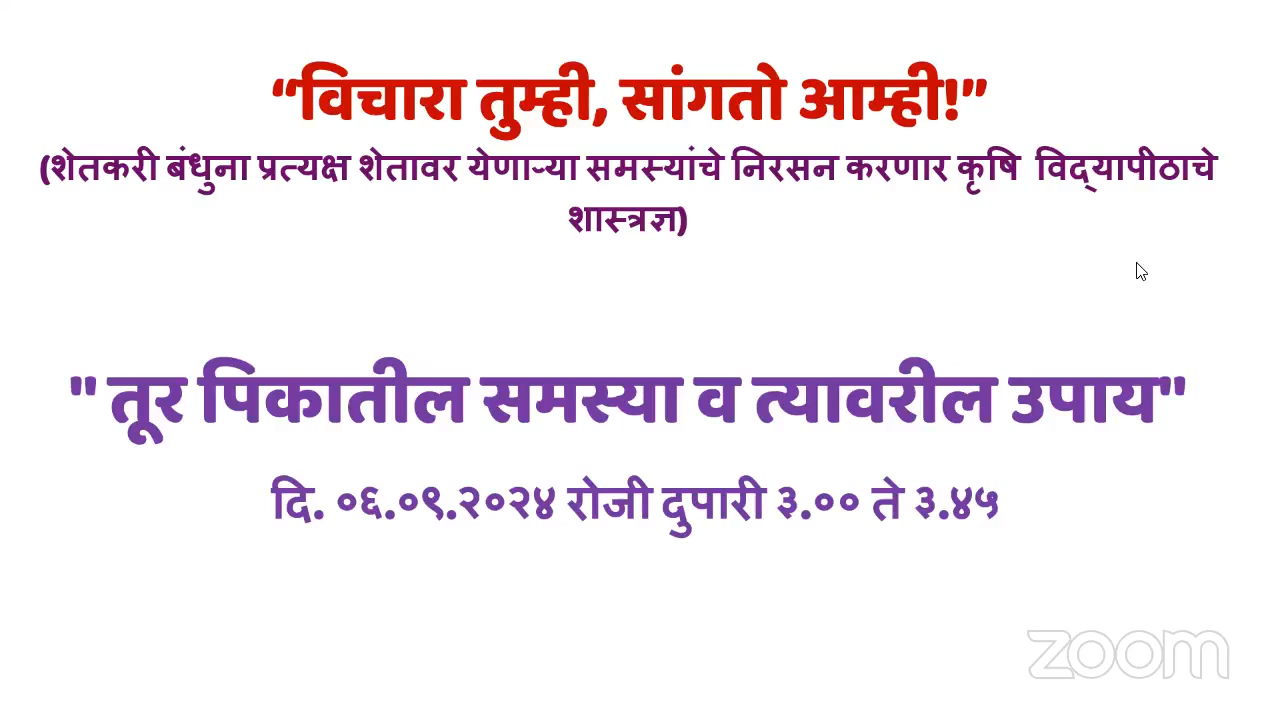 “विचारा तुम्ही, सांगतो आम्ही!”
(शेतकरी बंधुना प्रत्यक्ष शेतावर येणाऱ्या समस्यांचे निरसन करणार कृषि विद्यापीठाचे
शास्त्रज्ञ)
" तूर पिकातील समस्या व त्यावरील उपाय"
दि. ०६.०९.२०२४ रोजी दुपारी ३.०० ते ३.४५
zoom